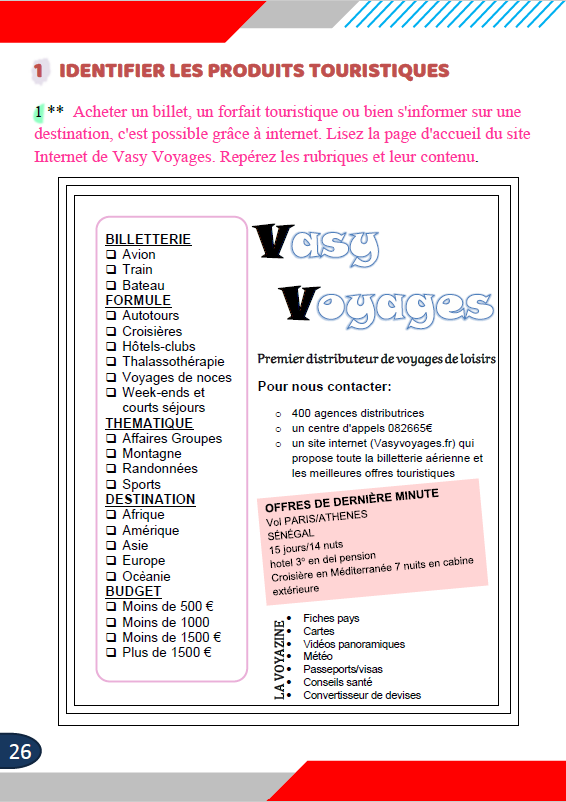 1 IDENTIFIER LES PRODUITS TOURISTIQUES
1 ** Acheter un billet, un forfait touristique ou bien s'informer sur une
destination, c'est possible grâce à internet. Lisez la page d'accueil du site
Internet de Vasy Voyages. Repérez les rubriques et leur contenu.
BILLETTERIE
Avion
Train
Bateau
FORMULE
Autotours
Croisières
Hôtels-clubs
Thalassothérapie
Voyages de noces
Week-ends et
courts séjours
THEMATIQUE
Affaires Groupes
Montagne
Randonnées
Sports
DESTINATION
Afrique
Amérique
Asie
Europe
Ocèanie
BUDGET
Moins de 500 €
Moins de 1000
Moins de 1500 €
Plus de 1500 €
Vasy
Voyages
Premier distributeur de voyages de loisirs
Pour nous contacter:
400 agences distributrices
un centre d'appels 082665€
un site internet (Vasyvoyages.fr) qui
propose toute la billetterie aérienne et
les meilleures offres touristiques
OFFRES DE DERNIÈRE MINUTE
Vol PARIS/ATHENES
SÉNÉGAL
15 jours/14 nuts
hotel 3° en del pension
Croisière en Méditerranée 7 nuits en cabine
extérieure
LA VOYAZINE
Fiches pays
Cartes
Vidéos panoramiques
Météo
Passeports/visas
Conseils santé
Convertisseur de devises
26